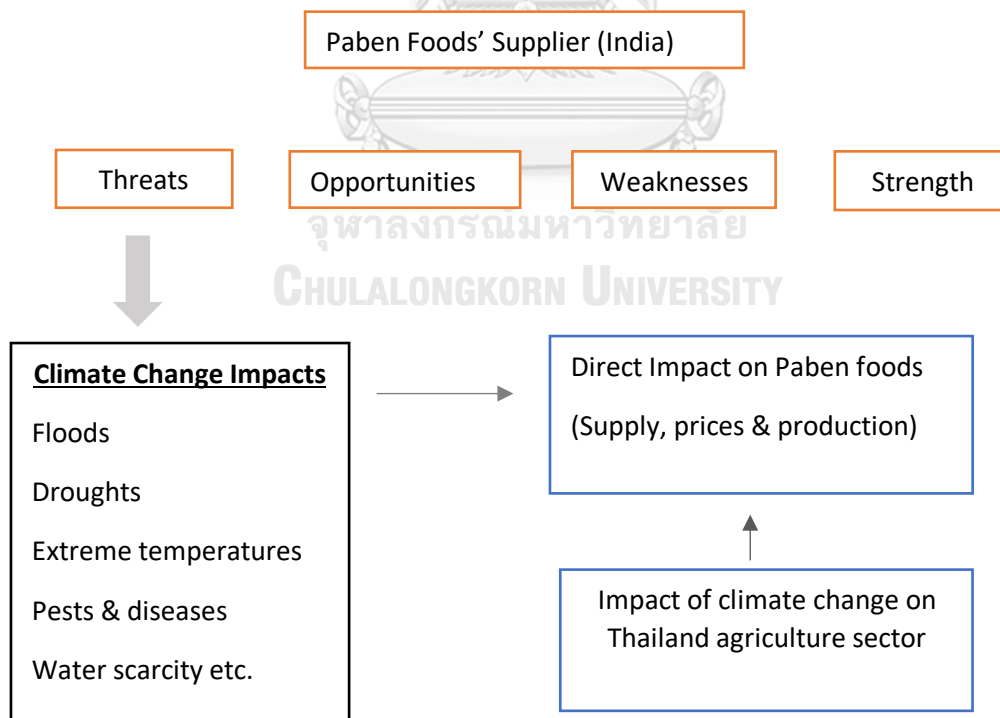 Paben Foods’ Supplier (India)
Threats
Opportunities
Weaknesses
Strength
จุฬาลงกรณ์มหาวิทยาลัย
CHULALONGKORN UNIVERSITY
Climate Change Impacts
Floods
Droughts
Extreme temperatures
Pests & diseases
Water scarcity etc.
Direct Impact on Paben foods
(Supply, prices & production)
Impact of climate change on
Thailand agriculture sector